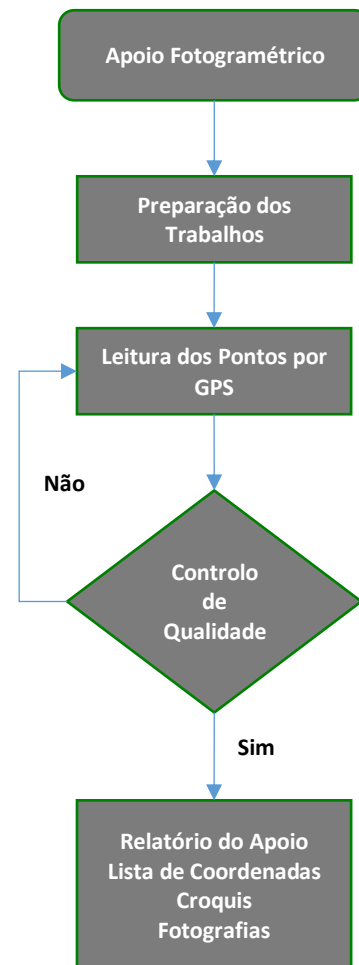 Apoio Fotogramétrico
Preparação dos
Trabalhos
Leitura dos Pontos por
GPS
Não
Controlo
de
Qualidade
Sim
Relatório do Apoio
Lista de Coordenadas
Croquis
Fotografias